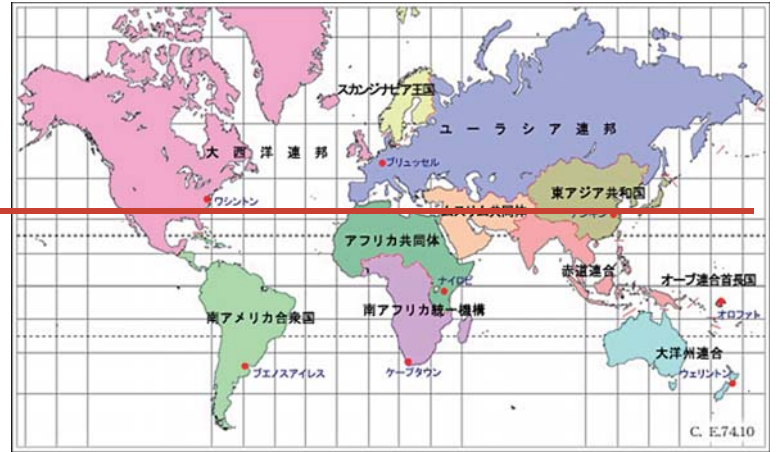 スカンジナビア王国
ユーラシア連邦
大西洋連邦
ブリュッセル
東アジア共和国
ワシントン
アフリカ共同体
赤道連合
ナイロビ
オーブ連合首長国
南アメリカ合衆国
南アフリカ統一機構
オロファト
大洋州連合
ブエノスアイレス
ケープタウン
ウェリントン
C. E.74.10